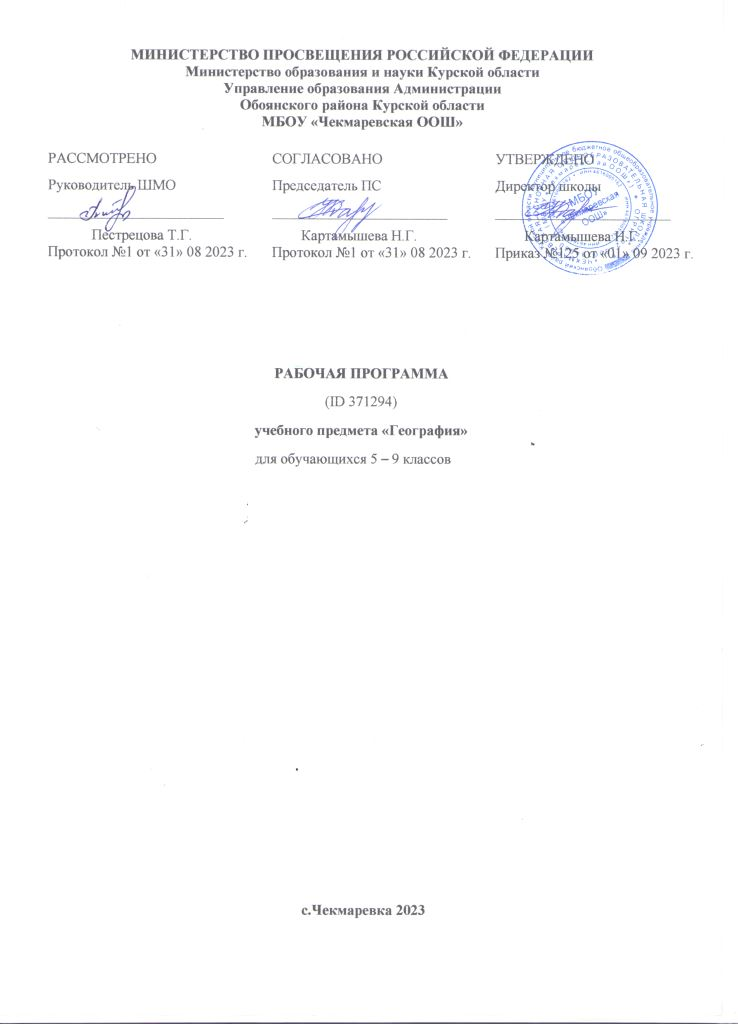 МИНИСТЕРСТВО ПРОСВЕЩЕНИЯ РОССИЙСКОЙ ФЕДЕРАЦИИ
Министерство образования и науки Курской области
Управление образования Администрации
Обоянского района Курской области
МБОУ «Чекмаревская ООШ»
РАССМОТРЕНО
Руководитель ШМО
Пестрецова Т.Г.
Протокол №1 от «31» 08 2023 г.
СОГЛАСОВАНО
Председатель ПС
Картамышева Н.Г.
Протокол №1 от «31» 08 2023 г.
УТВЕРЖДЕНО
Директор школы
Картамышева Н.Г.
Приказ №125 от «01» 09 2023 г.
МБОУ
«Чекмаревская
ООШ»
РАБОЧАЯ ПРОГРАММА
(ID 371294)
учебного предмета «География»
для обучающихся 5 – 9 классов
с.Чекмаревка 2023